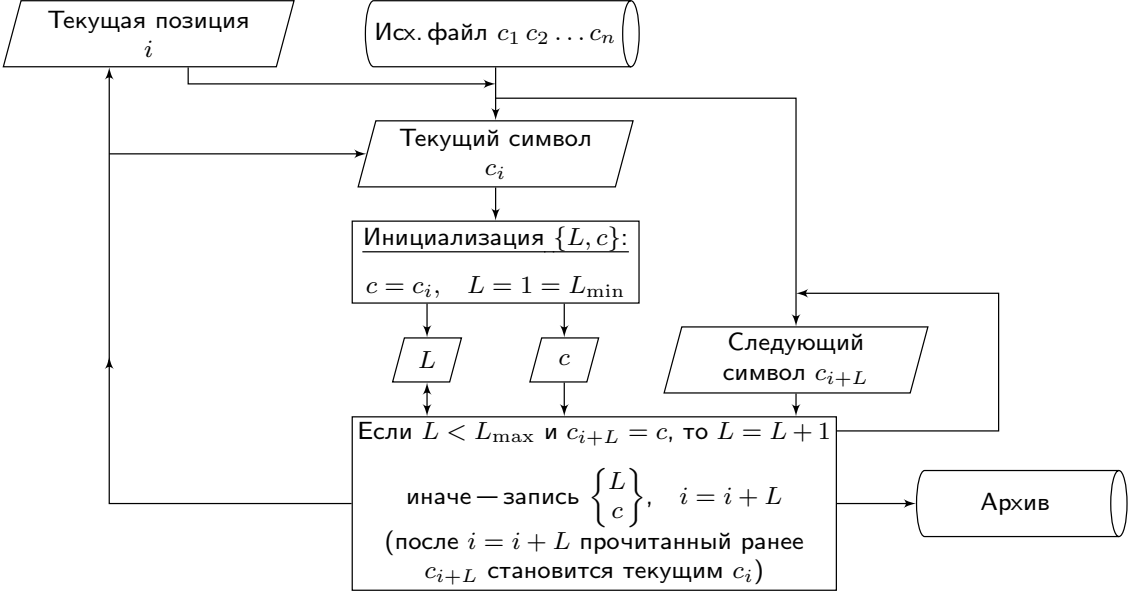 Текущая позиция
i
Исх. файл c₁ c₂ … cₙ
Текущий символ
cᵢ
Инициализация {L, c}:
c = cᵢ, L = 1 = L_min
L
c
Следующий
символ c_{i+L}
Если L < L_max и c_{i+L} = c, то L = L + 1
иначе — запись {L c}, i = i + L
(после i = i + L прочитанный ранее
c_{i+L} становится текущим cᵢ)
Архив